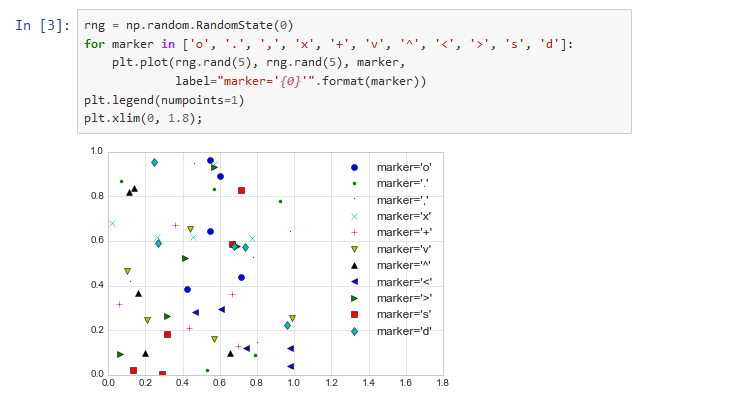 In [3]: rng = np.random.RandomState(0)
for marker in ['o', '.', ',', 'x', '+', 'v', '^', '<', '>', 's', 'd']:
    plt.plot(rng.rand(5), rng.rand(5), marker,
             label="marker='{0}'".format(marker))
plt.legend(numpoints=1)
plt.xlim(0, 1.8);
1.0
0.8
0.6
0.4
0.2
0.0
marker='o'
marker='.'
marker=','
marker='x'
marker='+'
marker='v'
marker='^'
marker='<'
marker='>'
marker='s'
marker='d'
0.0 0.2 0.4 0.6 0.8 1.0 1.2 1.4 1.6 1.8